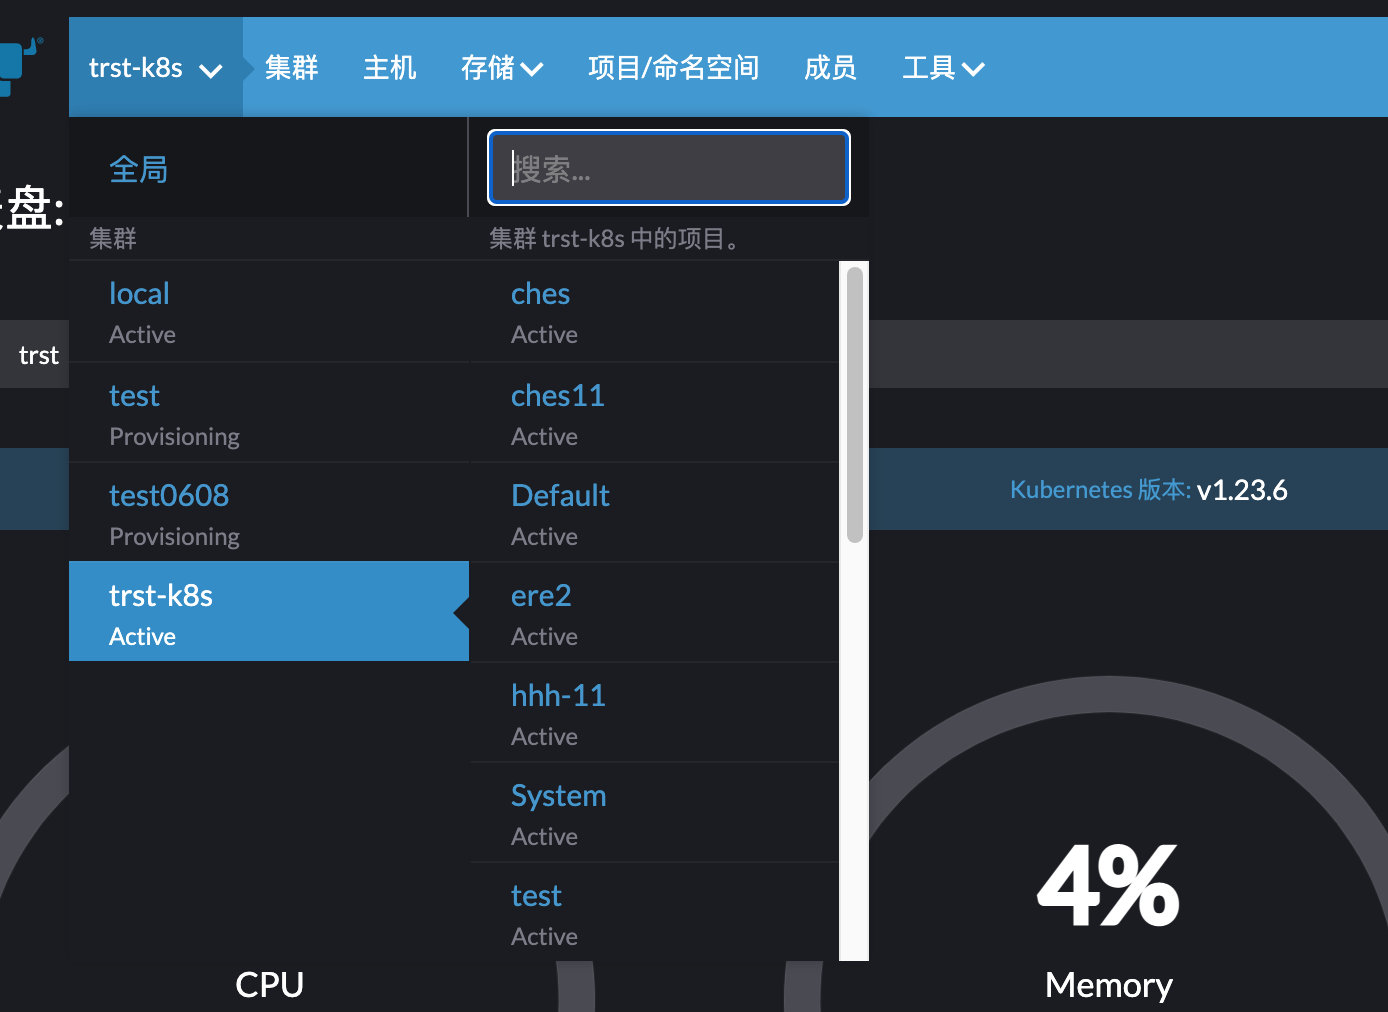 trst-k8s 集群 主机 存储 项目/命名空间 成员 工具
全局
搜索...
盘:
集群
local
Active
test
Provisioning
test0608
Provisioning
trst-k8s
Active
集群 trst-k8s 中的项目。
ches
Active
ches11
Active
Default
Active
ere2
Active
hhh-11
Active
System
Active
test
Active
trst
Kubernetes 版本: v1.23.6
4%
CPU
Memory